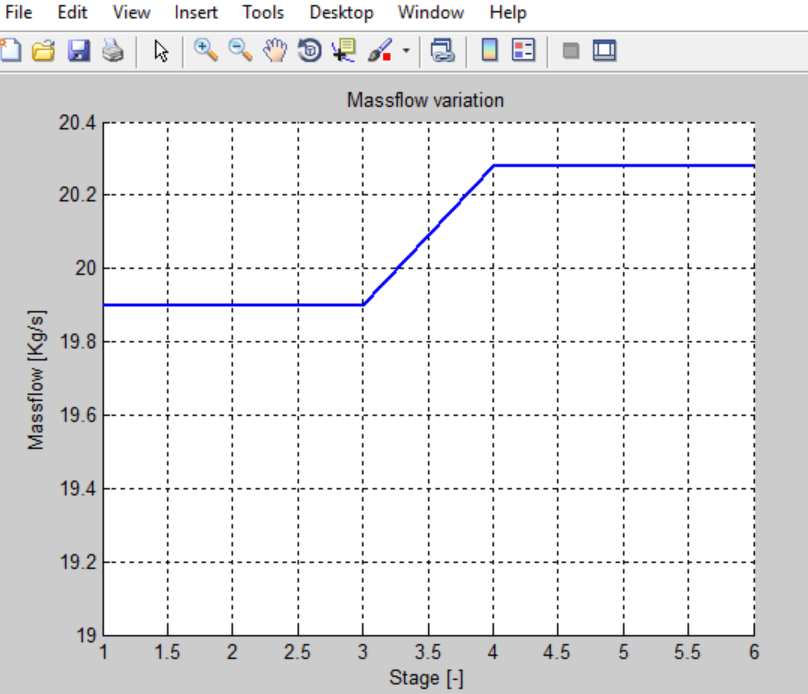 File Edit View Insert Tools Desktop Window Help
Massflow variation
20.4
20.2
20
19.8
19.6
19.4
19.2
19
Massflow [Kg/s]
1 1.5 2 2.5 3 3.5 4 4.5 5 5.5 6
Stage [-]